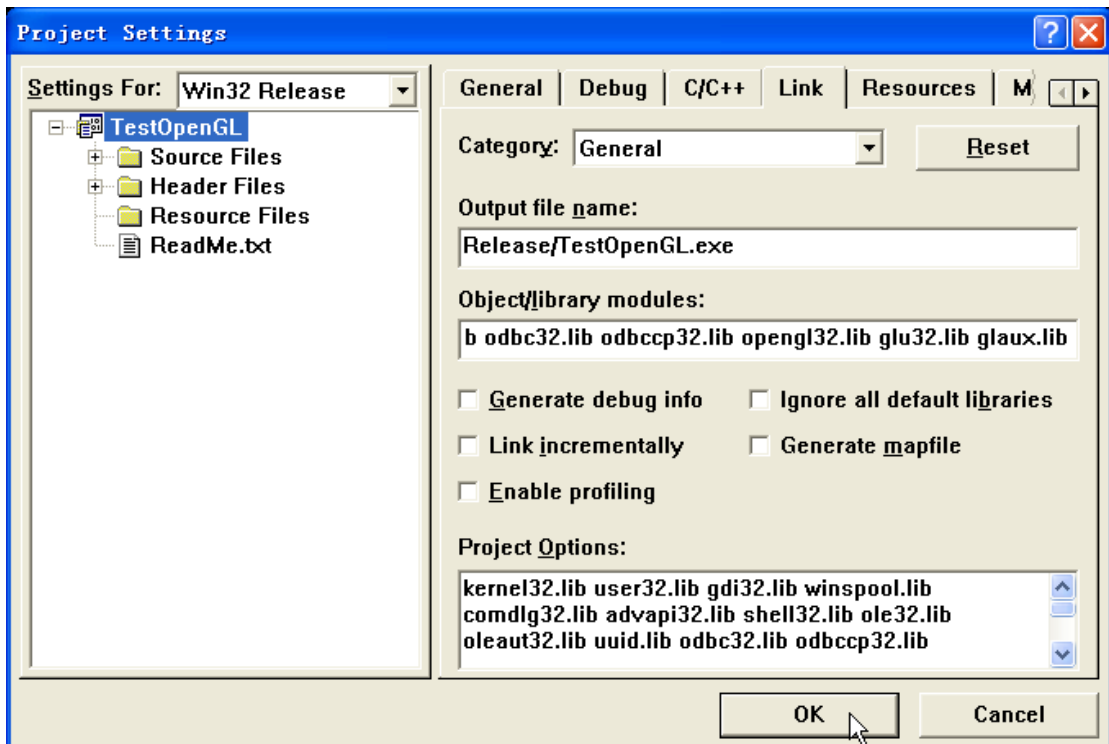 Project Settings
Settings For: Win32 Release
TestOpenGL
Source Files
Header Files
Resource Files
ReadMe.txt
General Debug C/C++ Link Resources M
Category: General Reset
Output file name:
Release/TestOpenGL.exe
Object/library modules:
b odbc32.lib odbccp32.lib opengl32.lib glu32.lib glaux.lib
Generate debug info Ignore all default libraries
Link incrementally Generate mapfile
Enable profiling
Project Options:
kernel32.lib user32.lib gdi32.lib winspool.lib
comdlg32.lib advapi32.lib shell32.lib ole32.lib
oleaut32.lib uuid.lib odbc32.lib odbccp32.lib
OK Cancel